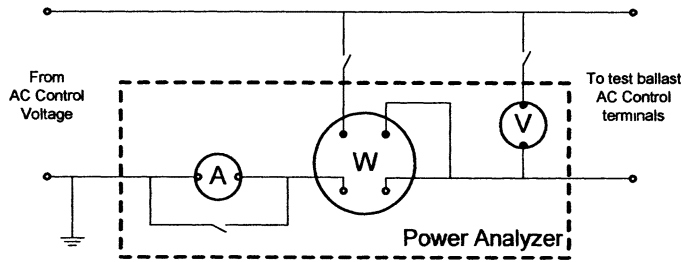 From
AC Control
Voltage
To test ballast
AC Control
terminals
A
W
V
Power Analyzer